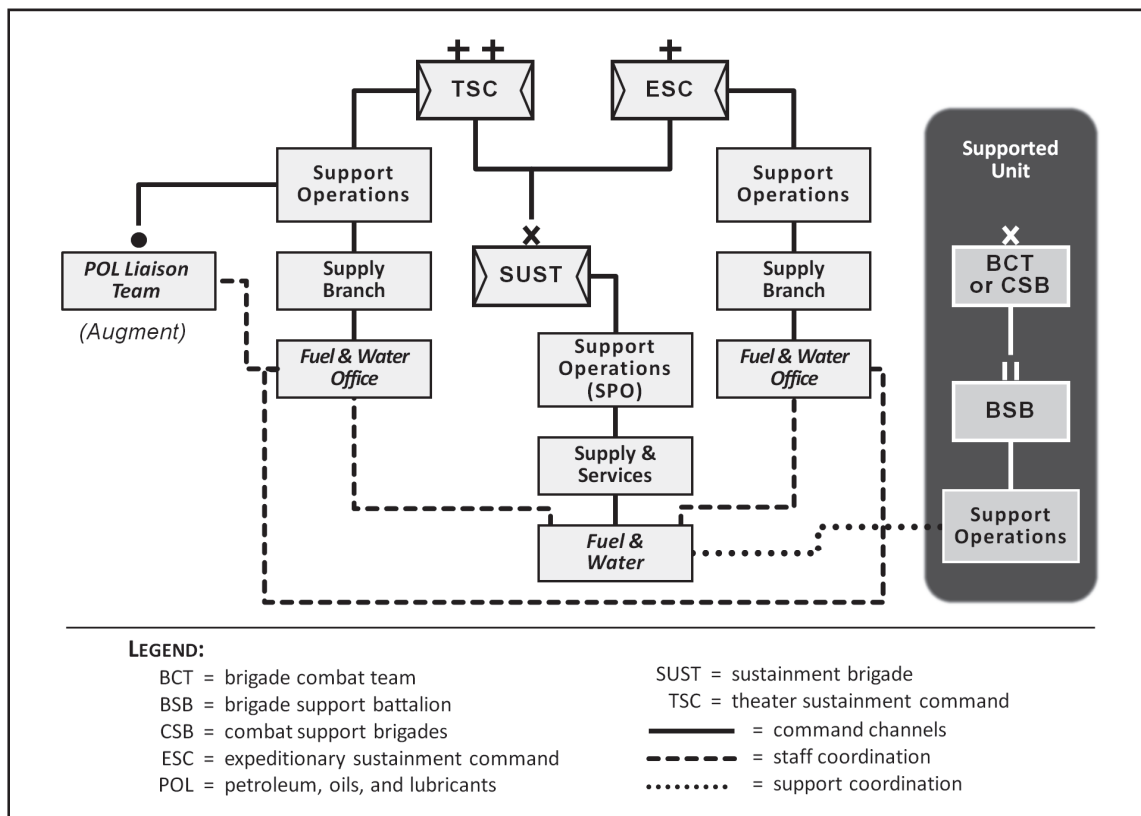 TSC
ESC
Supported
Unit
Support
Operations
Support
Operations
POL Liaison
Team
(Augment)
Supply
Branch
SUST
Supply
Branch
BCT
or CSB
Fuel & Water
Office
Support
Operations
(SPO)
Fuel & Water
Office
BSB
Supply &
Services
Fuel &
Water
Support
Operations
LEGEND:
BCT = brigade combat team
BSB = brigade support battalion
CSB = combat support brigades
ESC = expeditionary sustainment command
POL = petroleum, oils, and lubricants
SUST = sustainment brigade
TSC = theater sustainment command
= command channels
= staff coordination
= support coordination